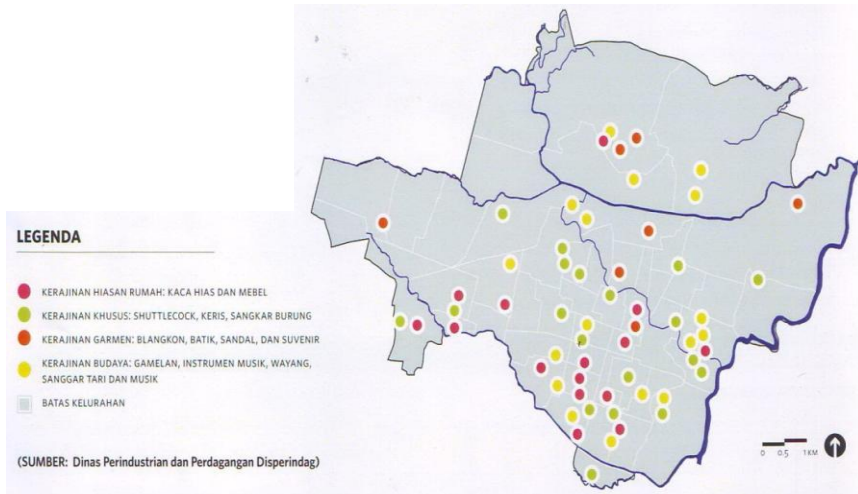 LEGENDA
KERAJINAN HIASAN RUMAH: KACA HIAS DAN MEBEL
KERAJINAN KHUSUS: SHUTTLECOCK, KERIS, SANGKAR BURUNG
KERAJINAN GARMEN: BLANGKON, BATIK, SANDAL, DAN SUVENIR
KERAJINAN BUDAYA: GAMELAN, INSTRUMEN MUSIK, WAYANG,
SANGGAR TARI DAN MUSIK
BATAS KELURAHAN
(SUMBER: Dinas Perindustrian dan Perdagangan Disperindag)
0 0.5 1KM